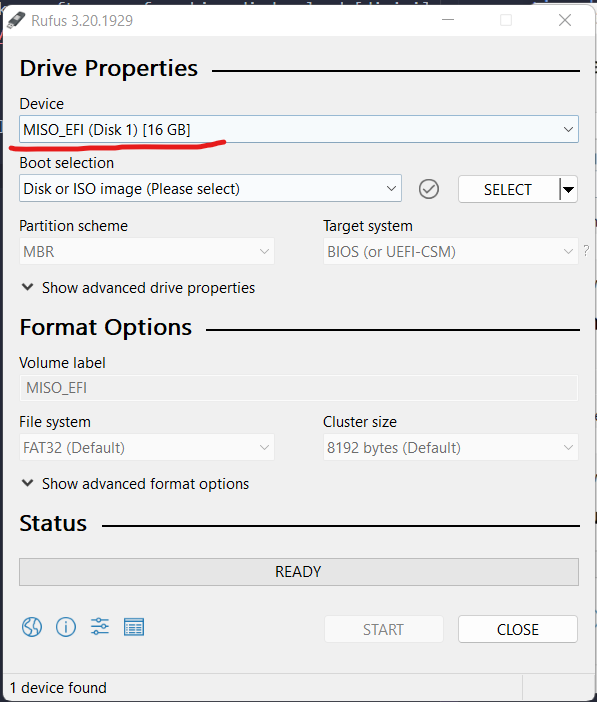 Rufus 3.20.1929
Drive Properties
Device
MISO_EFI (Disk 1) [16 GB]
Boot selection
Disk or ISO image (Please select)
SELECT
Partition scheme
Target system
MBR
BIOS (or UEFI-CSM)
?
Show advanced drive properties
Format Options
Volume label
MISO_EFI
File system
Cluster size
FAT32 (Default)
8192 bytes (Default)
Show advanced format options
Status
READY
START
CLOSE
1 device found